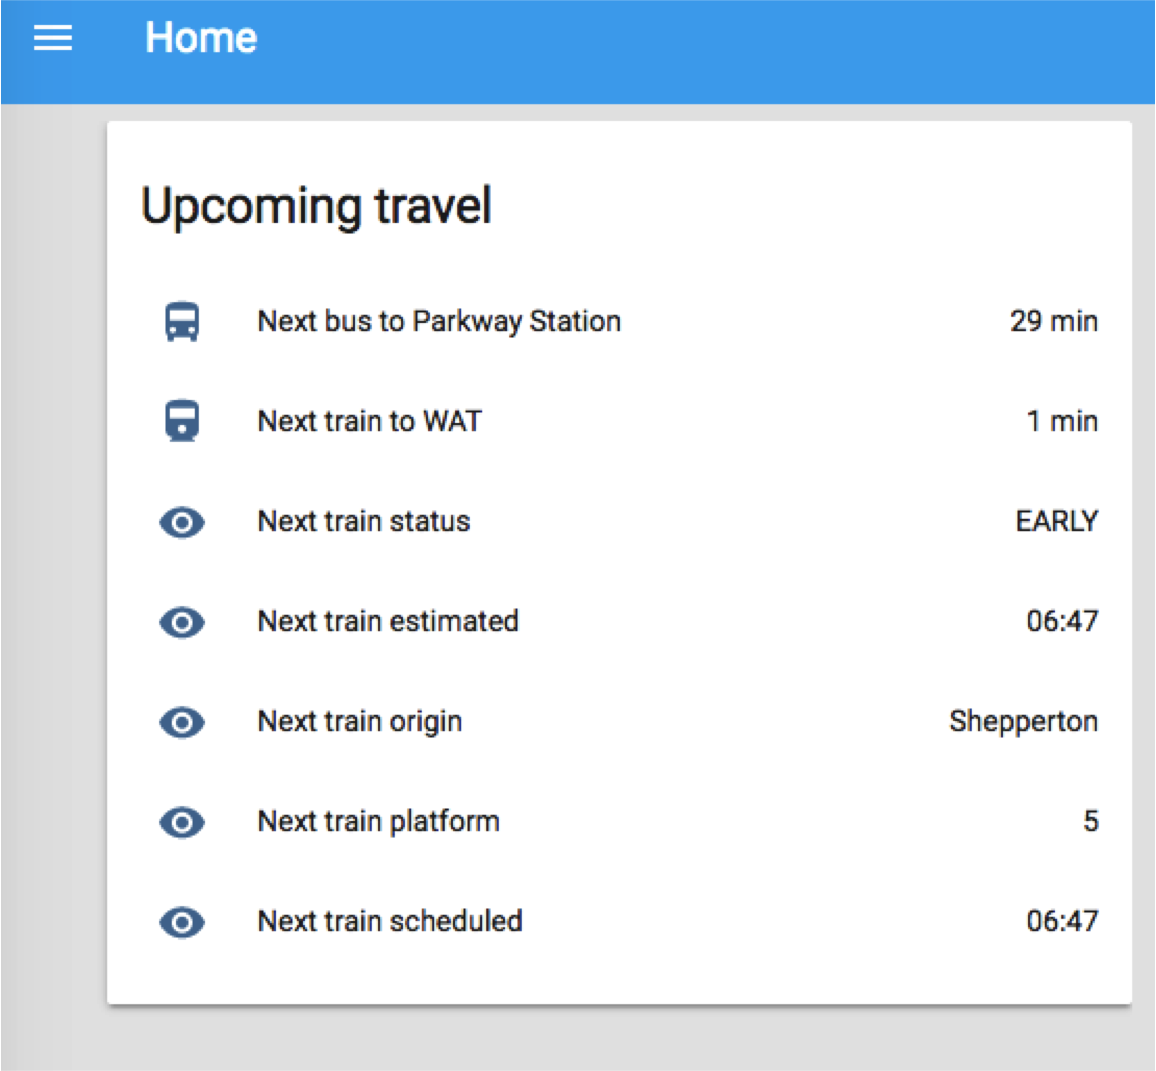 Home
Upcoming travel
Next bus to Parkway Station 29 min
Next train to WAT 1 min
Next train status EARLY
Next train estimated 06:47
Next train origin Shepperton
Next train platform 5
Next train scheduled 06:47